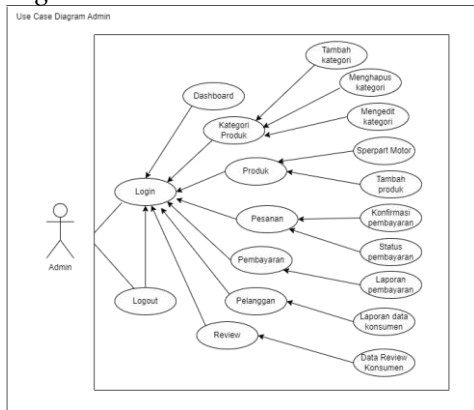 Use Case Diagram Admin
Tambah
kategori
Menghapus
kategori
Dashboard
Mengedit
kategori
Kategori
Produk
Sperpart Motor
Produk
Tambah
produk
Login
Konfirmasi
pembayaran
Pesanan
Status
pembayaran
Pembayaran
Laporan
pembayaran
Admin
Logout
Pelanggan
Laporan data
konsumen
Review
Data Review
Konsumen